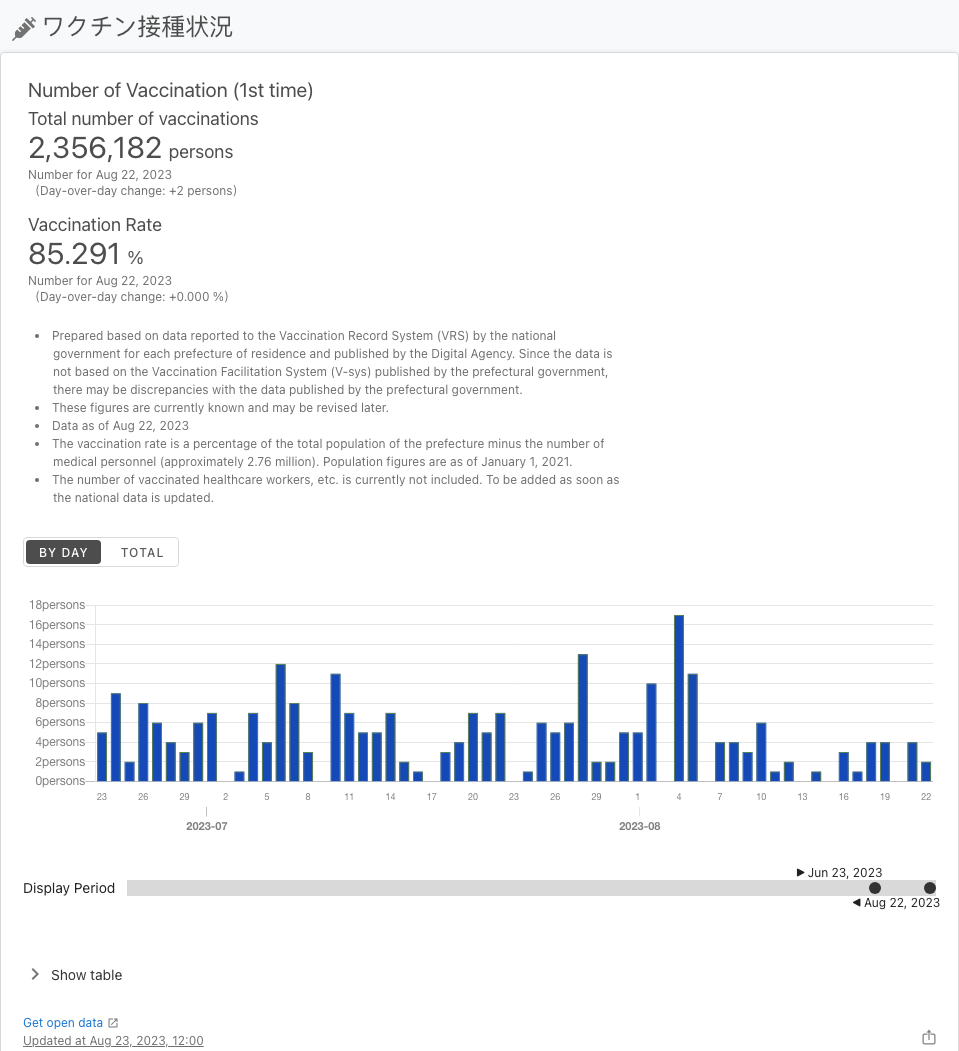 ワクチン接種状況
Number of Vaccination (1st time)
Total number of vaccinations
2,356,182 persons
Number for Aug 22, 2023
(Day-over-day change: +2 persons)
Vaccination Rate
85.291 %
Number for Aug 22, 2023
(Day-over-day change: +0.000 %)
• Prepared based on data reported to the Vaccination Record System (VRS) by the national
government for each prefecture of residence and published by the Digital Agency. Since the data is
not based on the Vaccination Facilitation System (V-sys) published by the prefectural government,
there may be discrepancies with the data published by the prefectural government.
• These figures are currently known and may be revised later.
• Data as of Aug 22, 2023
• The vaccination rate is a percentage of the total population of the prefecture minus the number of
medical personnel (approximately 2.76 million). Population figures are as of January 1, 2021.
• The number of vaccinated healthcare workers, etc. is currently not included. To be added as soon as
the national data is updated.
BY DAY TOTAL
18persons
16persons
14persons
12persons
10persons
8persons
6persons
4persons
2persons
0persons
23 26 29 2 5 8 11 14 17 20 23 26 29 1 4 7 10 13 16 19 22
2023-07 2023-08
▶ Jun 23, 2023
Display Period
◀ Aug 22, 2023
Show table
Get open data
Updated at Aug 23, 2023, 12:00